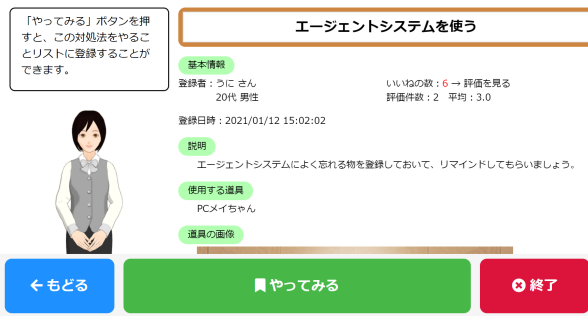 「やってみる」ボタンを押
すと、この対処法をやるこ
とリストに登録することが
できます。
エージェントシステムを使う
基本情報
登録者：うに さん
20代 男性
いいねの数：6 → 評価を見る
評価件数：2 平均：3.0
登録日時：2021/01/12 15:02:02
説明
エージェントシステムによく忘れる物を登録しておいて、リマインドしてもらいましょう。
使用する道具
PCメイちゃん
道具の画像
もどる
やってみる
終了